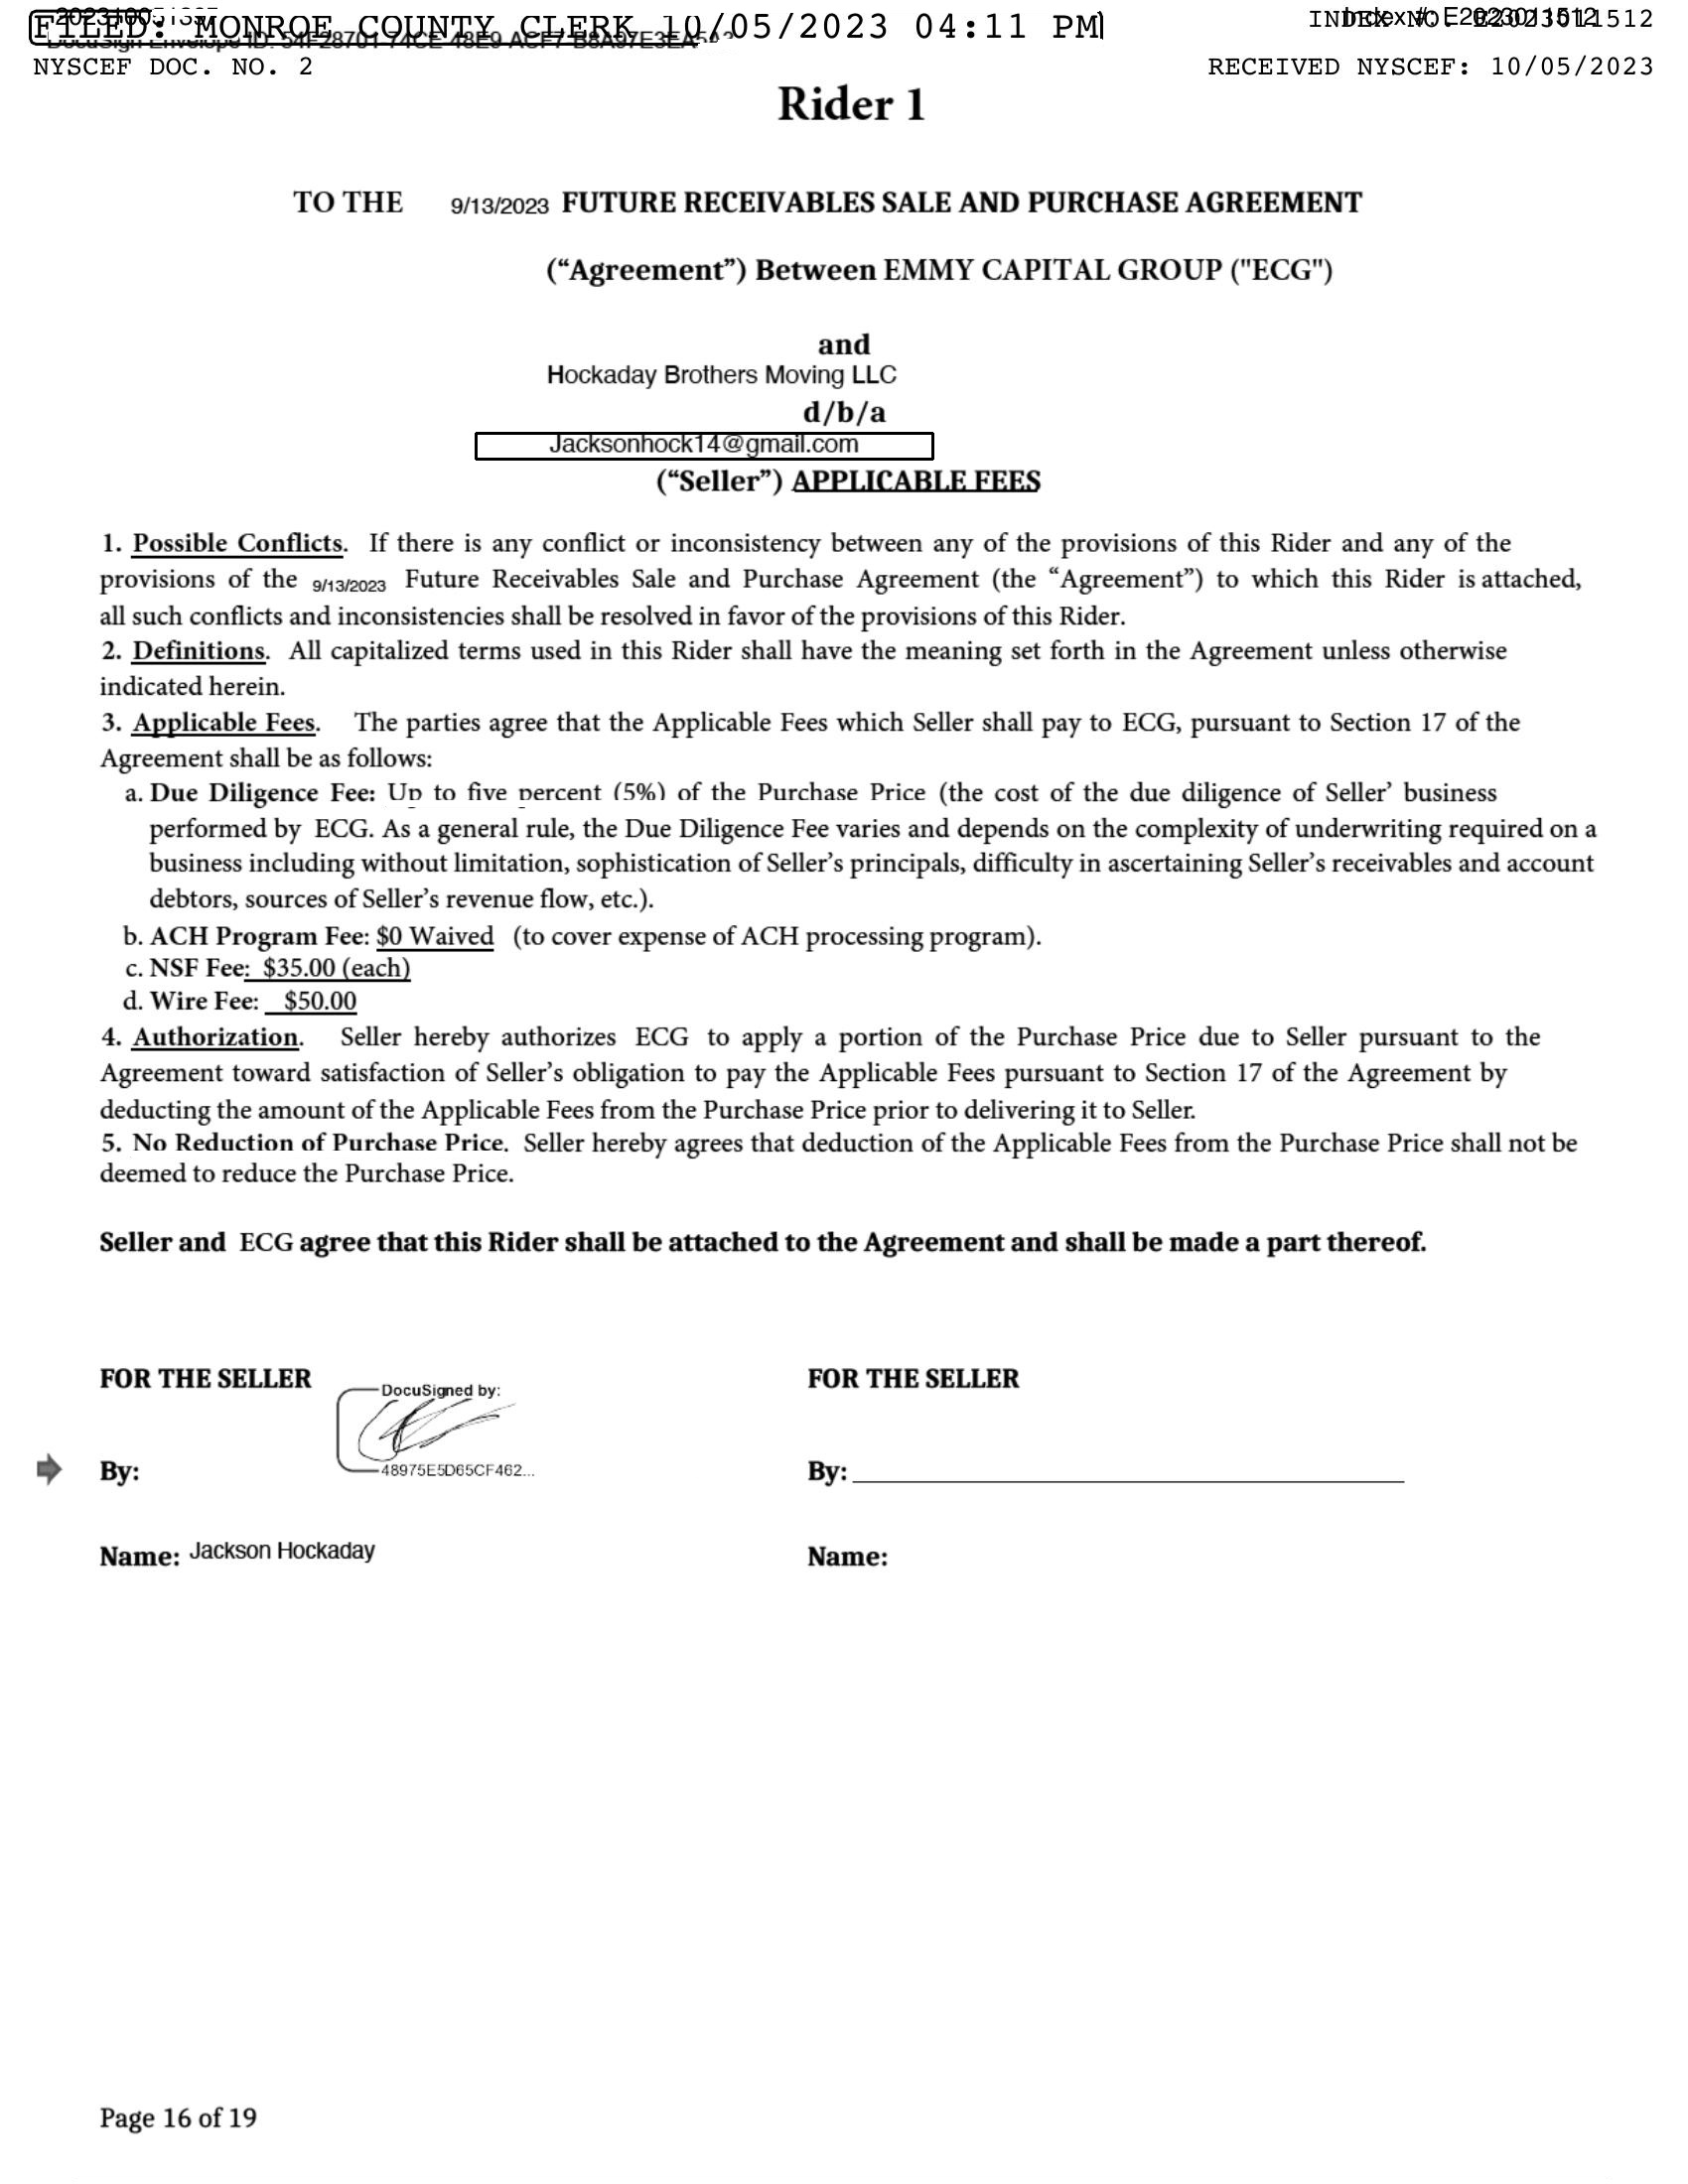 FILED: MONROE COUNTY CLERK 10/05/2023 04:11 PM
INDEX NO. E2023011512
NYSCEF DOC. NO. 2
RECEIVED NYSCEF: 10/05/2023
Rider 1
TO THE 9/13/2023 FUTURE RECEIVABLES SALE AND PURCHASE AGREEMENT
(“Agreement”) Between EMMY CAPITAL GROUP ("ECG")
and
Hockaday Brothers Moving LLC
d/b/a
Jacksonhock14@gmail.com
(“Seller”) APPLICABLE FEES
1. Possible Conflicts. If there is any conflict or inconsistency between any of the provisions of this Rider and any of the
provisions of the 9/13/2023 Future Receivables Sale and Purchase Agreement (the “Agreement”) to which this Rider is attached,
all such conflicts and inconsistencies shall be resolved in favor of the provisions of this Rider.
2. Definitions. All capitalized terms used in this Rider shall have the meaning set forth in the Agreement unless otherwise
indicated herein.
3. Applicable Fees. The parties agree that the Applicable Fees which Seller shall pay to ECG, pursuant to Section 17 of the
Agreement shall be as follows:
a. Due Diligence Fee: Up to five percent (5%) of the Purchase Price (the cost of the due diligence of Seller’ business
performed by ECG. As a general rule, the Due Diligence Fee varies and depends on the complexity of underwriting required on a
business including without limitation, sophistication of Seller’s principals, difficulty in ascertaining Seller’s receivables and account
debtors, sources of Seller’s revenue flow, etc.).
b. ACH Program Fee: $0 Waived (to cover expense of ACH processing program).
c. NSF Fee: $35.00 (each)
d. Wire Fee: $50.00
4. Authorization. Seller hereby authorizes ECG to apply a portion of the Purchase Price due to Seller pursuant to the
Agreement toward satisfaction of Seller’s obligation to pay the Applicable Fees pursuant to Section 17 of the Agreement by
deducting the amount of the Applicable Fees from the Purchase Price prior to delivering it to Seller.
5. No Reduction of Purchase Price. Seller hereby agrees that deduction of the Applicable Fees from the Purchase Price shall not be
deemed to reduce the Purchase Price.
Seller and ECG agree that this Rider shall be attached to the Agreement and shall be made a part thereof.
FOR THE SELLER FOR THE SELLER
DocuSigned by:
48975E5D65CF462...
By: By:
Name: Jackson Hockaday Name:
Page 16 of 19